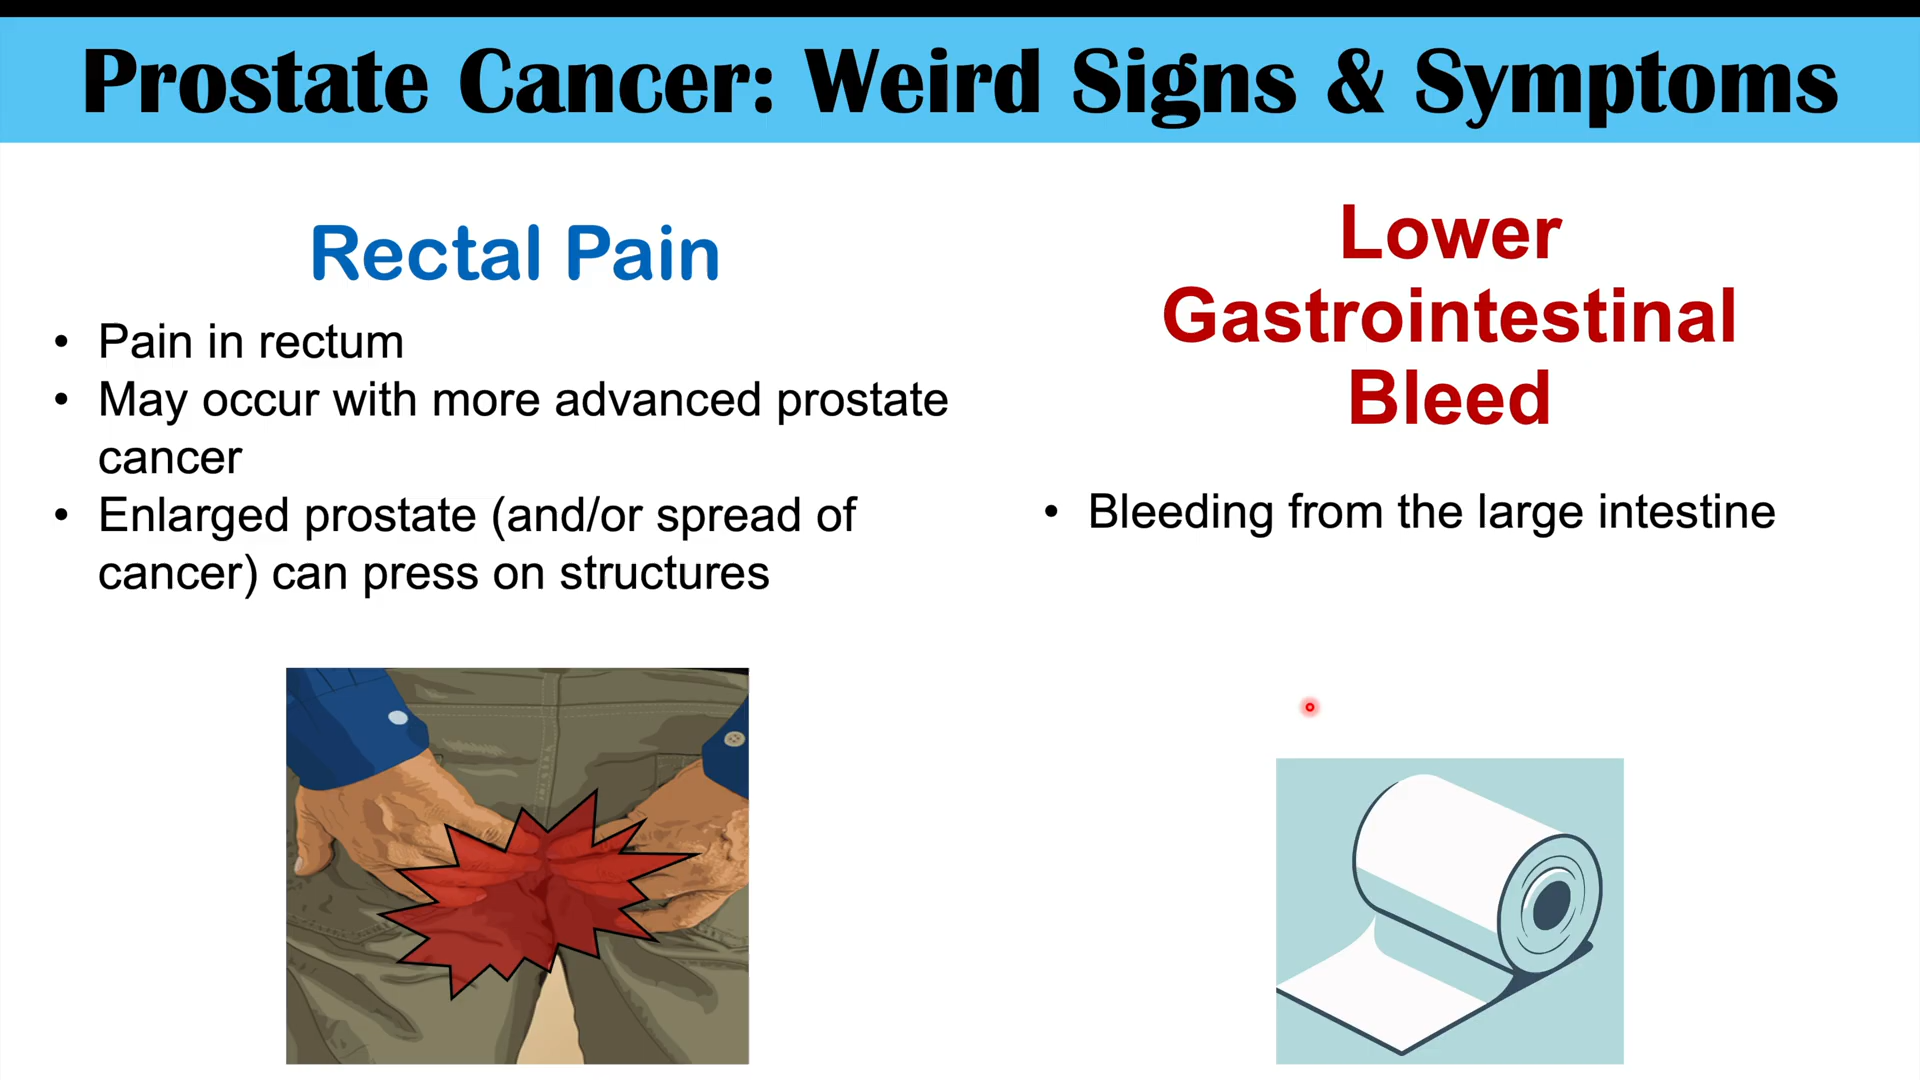 Prostate Cancer: Weird Signs & Symptoms
Rectal Pain
• Pain in rectum
• May occur with more advanced prostate
cancer
• Enlarged prostate (and/or spread of
cancer) can press on structures
Lower
Gastrointestinal
Bleed
• Bleeding from the large intestine